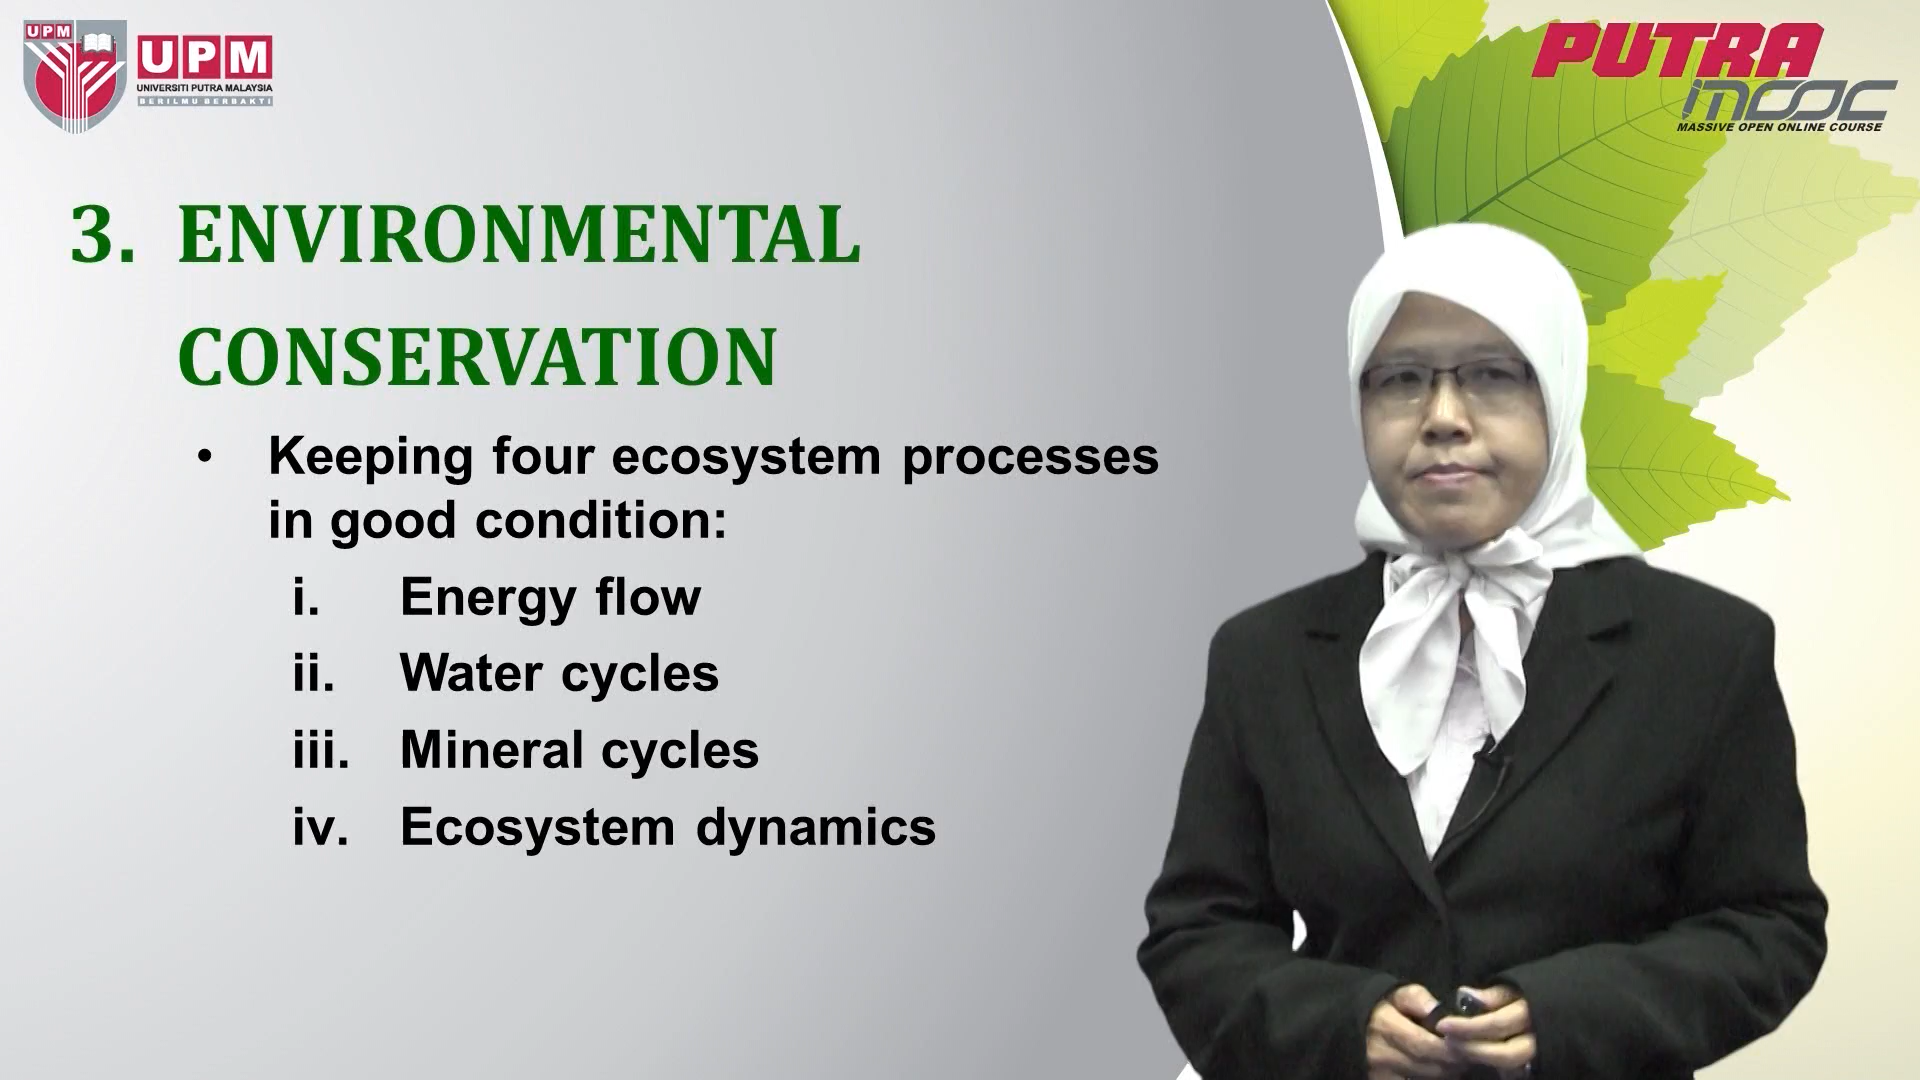 UPM
UPM
UNIVERSITI PUTRA MALAYSIA
BERILMU BERBAKTI
PUTRA
mooc
MASSIVE OPEN ONLINE COURSE
3. ENVIRONMENTAL
CONSERVATION
• Keeping four ecosystem processes
in good condition:
i. Energy flow
ii. Water cycles
iii. Mineral cycles
iv. Ecosystem dynamics